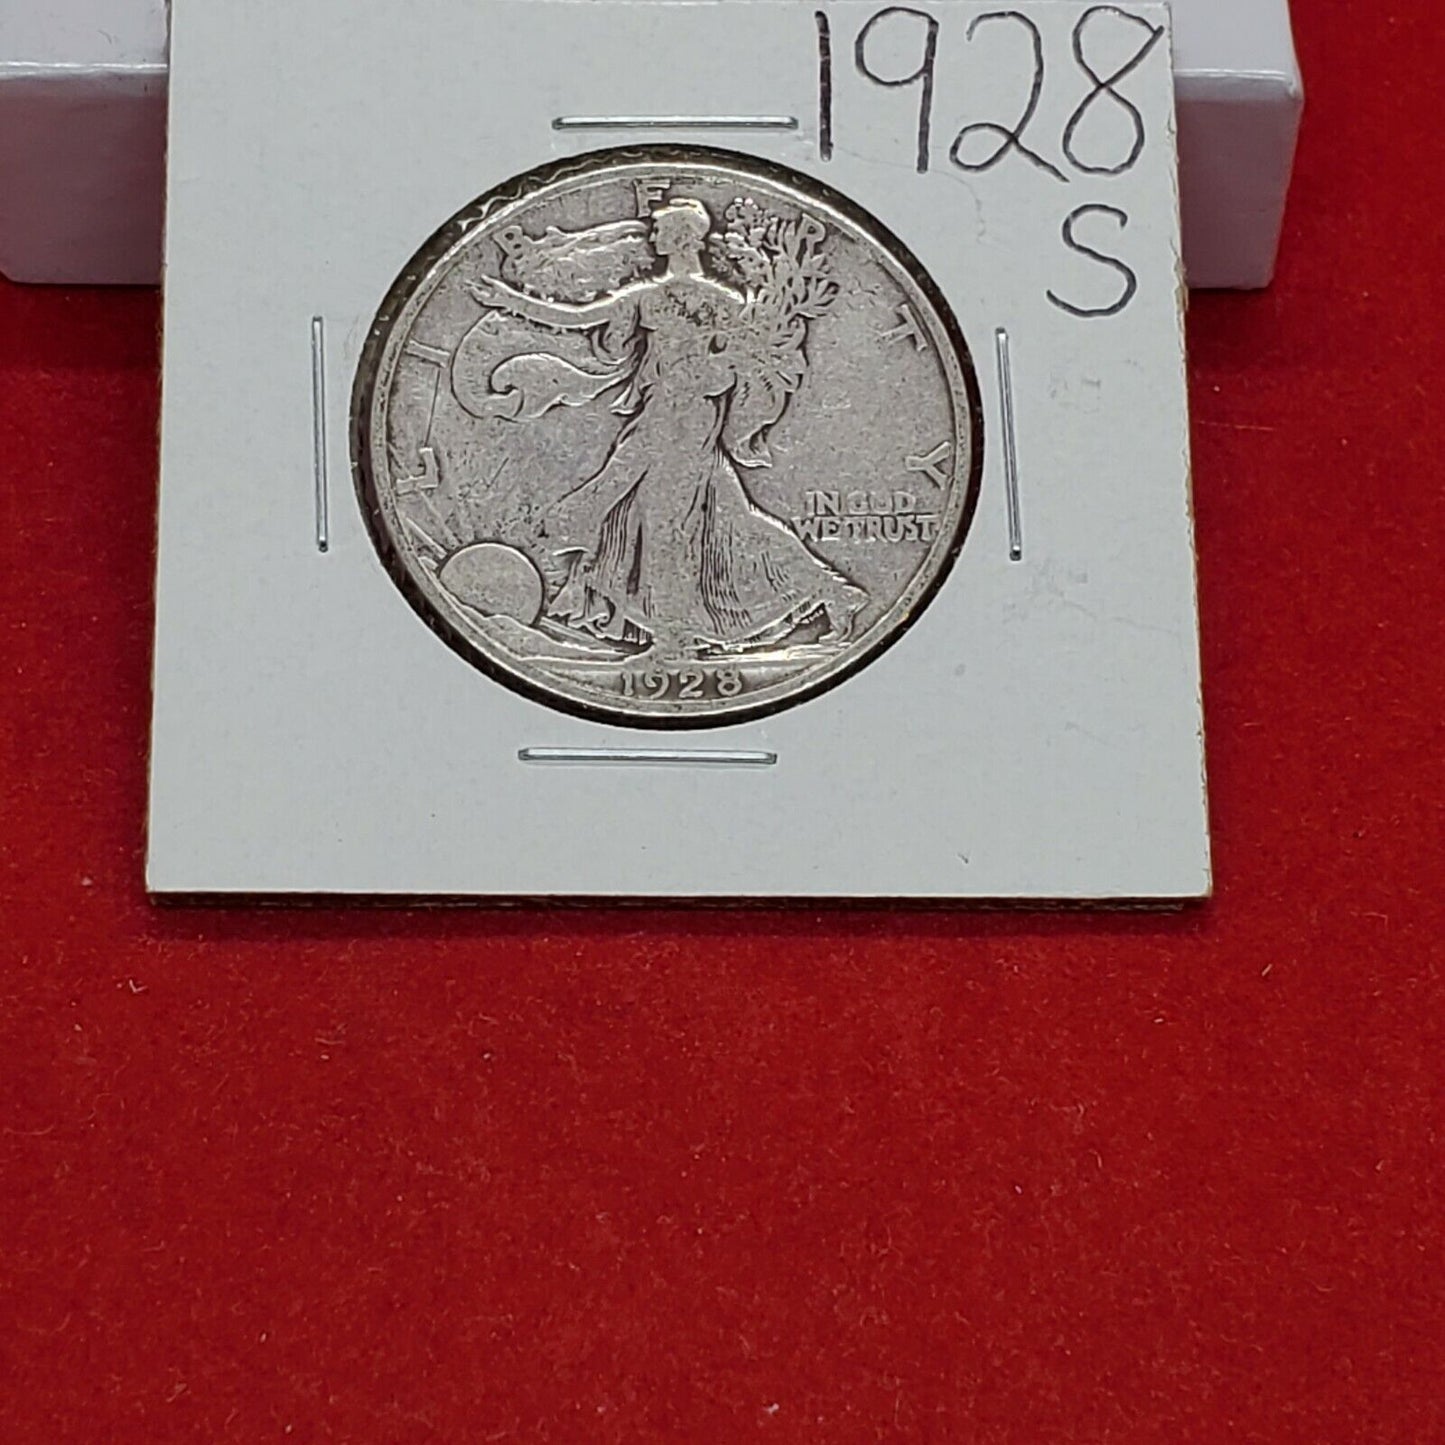 1928
S
LIBERTY
IN GOD
WE TRUST
1928